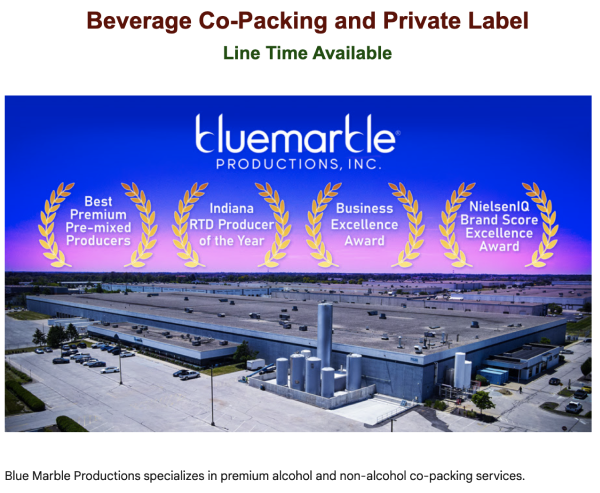 Beverage Co-Packing and Private Label
Line Time Available
bluemarble®
PRODUCTIONS, INC.
Best
Premium
Pre-mixed
Producers
Indiana
RTD Producer
of the Year
Business
Excellence
Award
NielsenIQ
Brand Score
Excellence
Award
Blue Marble Productions specializes in premium alcohol and non-alcohol co-packing services.